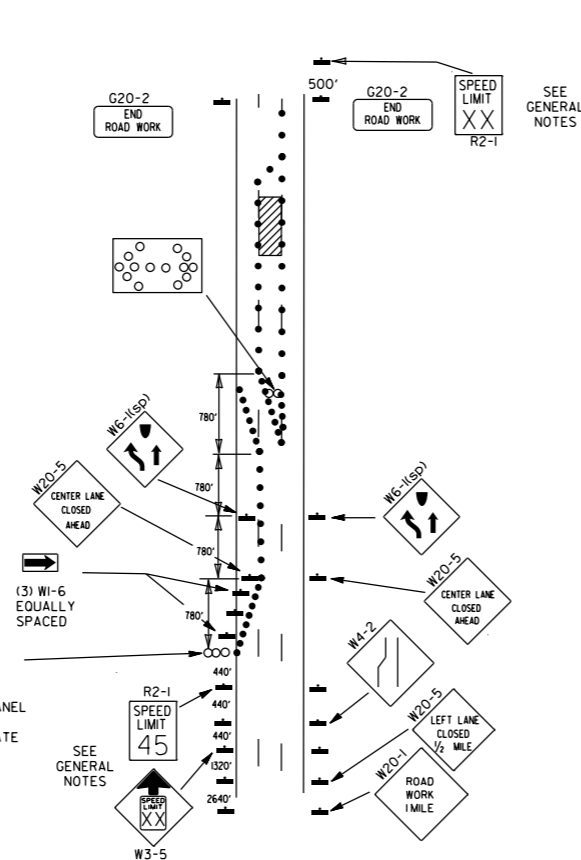 500'
G20-2
END
ROAD WORK
G20-2
END
ROAD WORK
SPEED
LIMIT
XX
R2-1
SEE
GENERAL
NOTES
780'
W6-1(sp)
W20-5
CENTER LANE
CLOSED
AHEAD
780'
W6-1(sp)
780'
(3) W1-6
EQUALLY
SPACED
W20-5
CENTER LANE
CLOSED
AHEAD
780'
W4-2
440'
R2-1
SPEED
LIMIT
45
440'
W20-5
LEFT LANE
CLOSED
½ MILE
440'
SEE
GENERAL
NOTES
1320'
W20-1
ROAD
WORK
1 MILE
2640'
SPEED
LIMIT
XX
W3-5